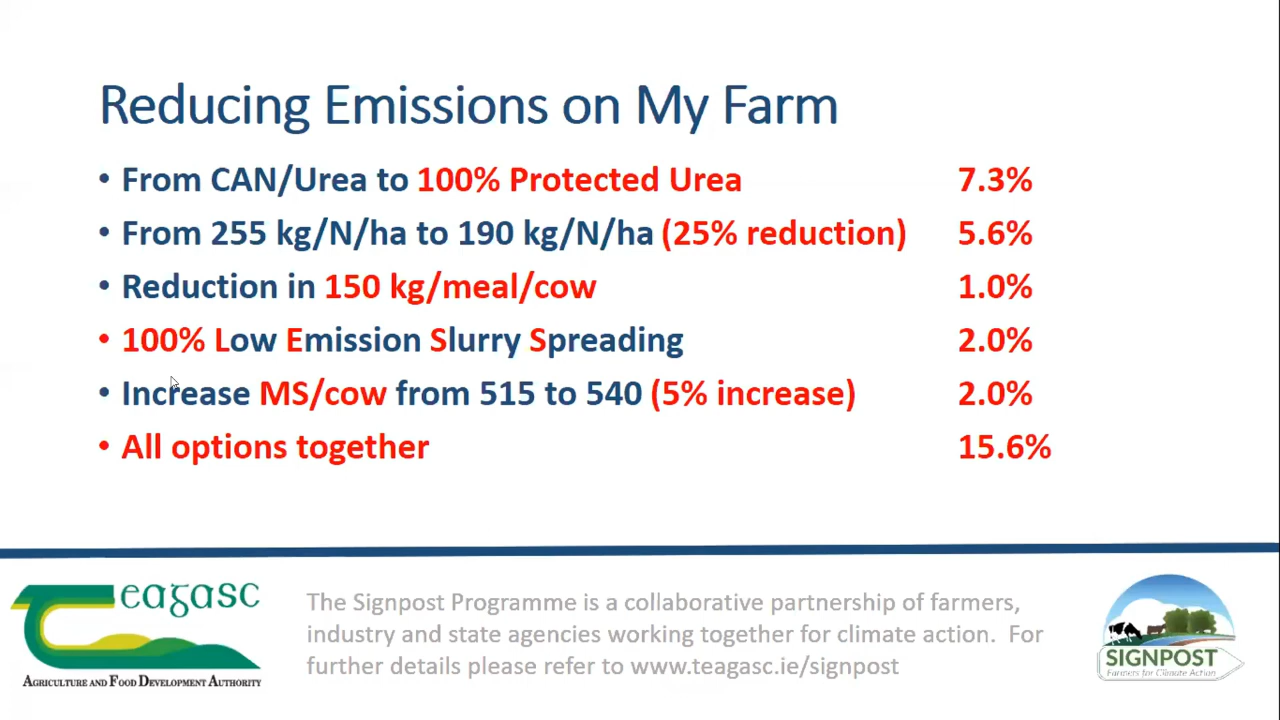 Reducing Emissions on My Farm
• From CAN/Urea to 100% Protected Urea 7.3%
• From 255 kg/N/ha to 190 kg/N/ha (25% reduction) 5.6%
• Reduction in 150 kg/meal/cow 1.0%
• 100% Low Emission Slurry Spreading 2.0%
• Increase MS/cow from 515 to 540 (5% increase) 2.0%
• All options together 15.6%
Teagasc
AGRICULTURE AND FOOD DEVELOPMENT AUTHORITY
The Signpost Programme is a collaborative partnership of farmers,
industry and state agencies working together for climate action. For
further details please refer to www.teagasc.ie/signpost
SIGNPOST
Farmers for Climate Action